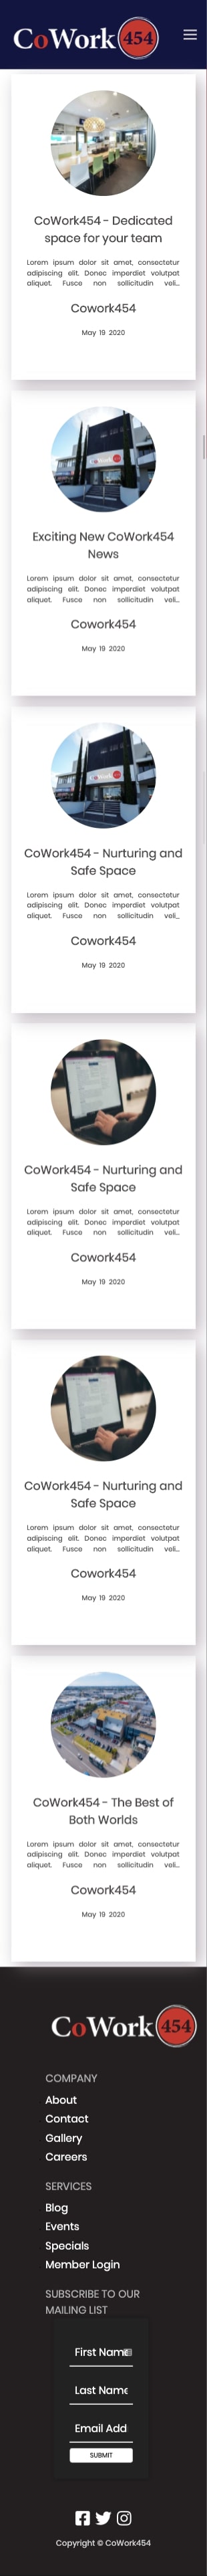 CoWork 454
CoWork454 - Dedicated
space for your team
Lorem ipsum dolor sit amet, consectetur
adipiscing elit. Donec imperdiet volutpat
aliquet. Fusce non sollicitudin veli...
Cowork454
May 19 2020
Exciting New CoWork454
News
Lorem ipsum dolor sit amet, consectetur
adipiscing elit. Donec imperdiet volutpat
aliquet. Fusce non sollicitudin veli...
Cowork454
May 19 2020
CoWork454 - Nurturing and
Safe Space
Lorem ipsum dolor sit amet, consectetur
adipiscing elit. Donec imperdiet volutpat
aliquet. Fusce non sollicitudin veli...
Cowork454
May 19 2020
CoWork454 - Nurturing and
Safe Space
Lorem ipsum dolor sit amet, consectetur
adipiscing elit. Donec imperdiet volutpat
aliquet. Fusce non sollicitudin veli...
Cowork454
May 19 2020
CoWork454 - Nurturing and
Safe Space
Lorem ipsum dolor sit amet, consectetur
adipiscing elit. Donec imperdiet volutpat
aliquet. Fusce non sollicitudin veli...
Cowork454
May 19 2020
CoWork454 - The Best of
Both Worlds
Lorem ipsum dolor sit amet, consectetur
adipiscing elit. Donec imperdiet volutpat
aliquet. Fusce non sollicitudin veli...
Cowork454
May 19 2020
CoWork 454
COMPANY
About
Contact
Gallery
Careers
SERVICES
Blog
Events
Specials
Member Login
SUBSCRIBE TO OUR
MAILING LIST
First Name
Last Name
Email Add
SUBMIT
Copyright © CoWork454